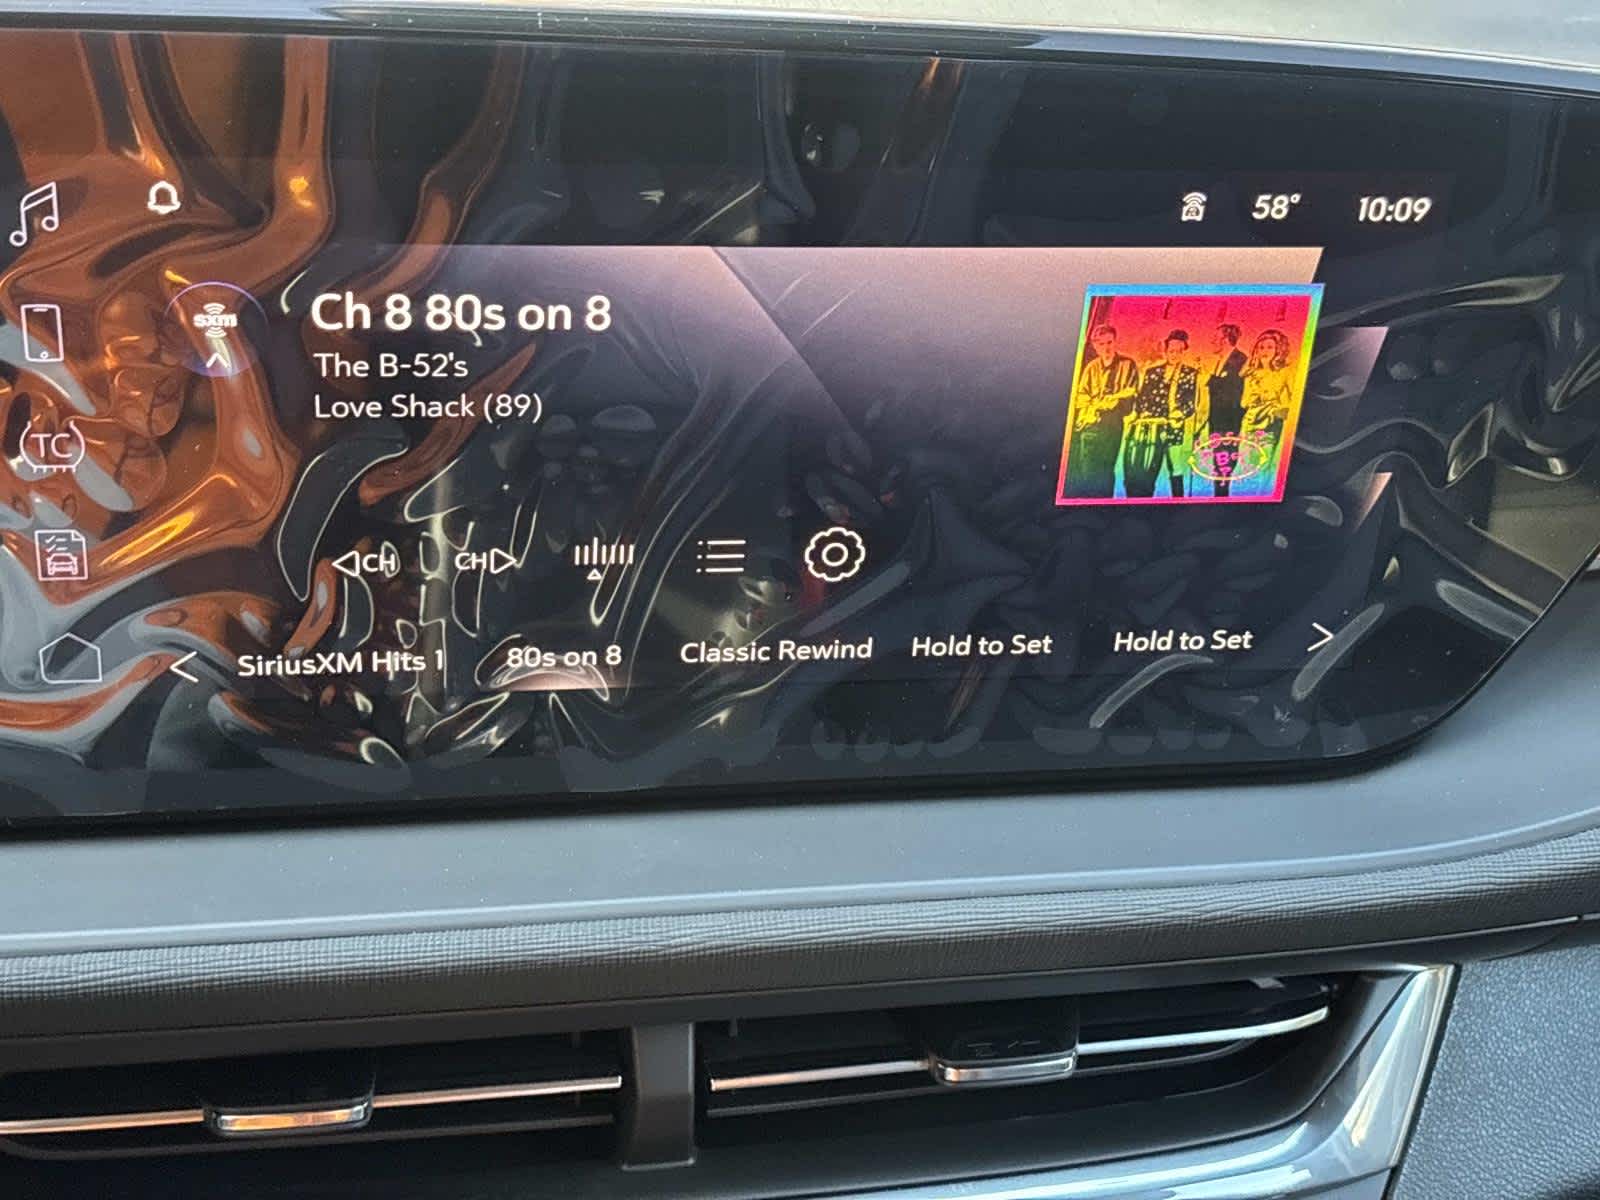 58° 10:09
sxm
Ch 8 80s on 8
The B-52's
Love Shack (89)
TC
CH CH
SiriusXM Hits 1 80s on 8 Classic Rewind Hold to Set Hold to Set